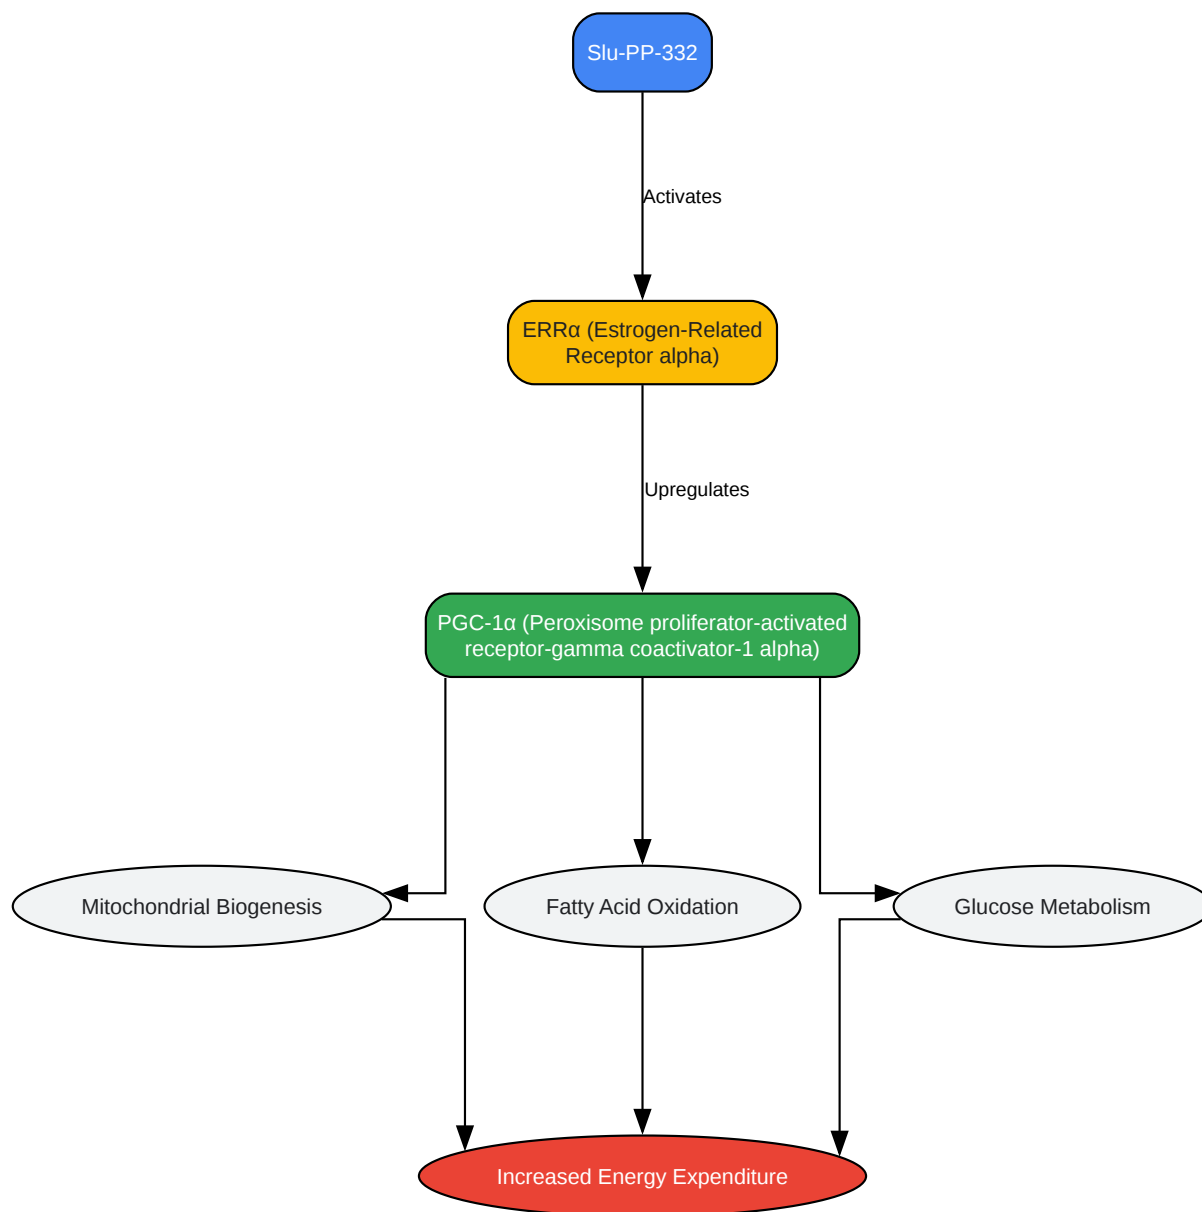 Slu-PP-332
Activates
ERRα (Estrogen-Related
Receptor alpha)
Upregulates
PGC-1α (Peroxisome proliferator-activated
receptor-gamma coactivator-1 alpha)
Mitochondrial Biogenesis
Fatty Acid Oxidation
Glucose Metabolism
Increased Energy Expenditure